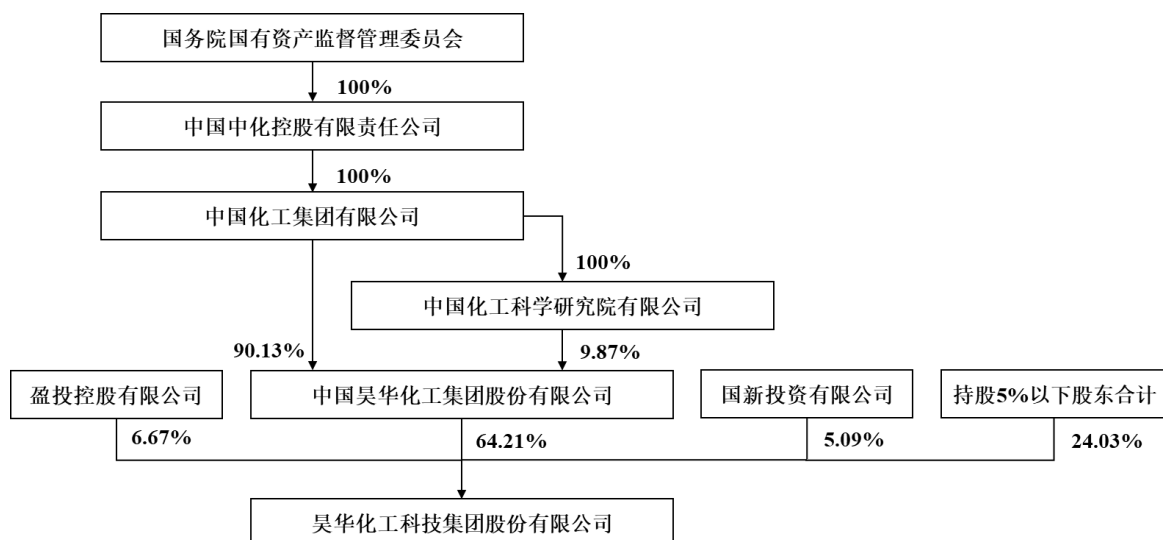 国务院国有资产监督管理委员会
100%
中国中化控股有限责任公司
100%
中国化工集团有限公司
100%
中国化工科学研究院有限公司
90.13%
9.87%
盈投控股有限公司
中国昊华化工集团股份有限公司
国新投资有限公司
持股5%以下股东合计
6.67%
64.21%
5.09%
24.03%
昊华化工科技集团股份有限公司